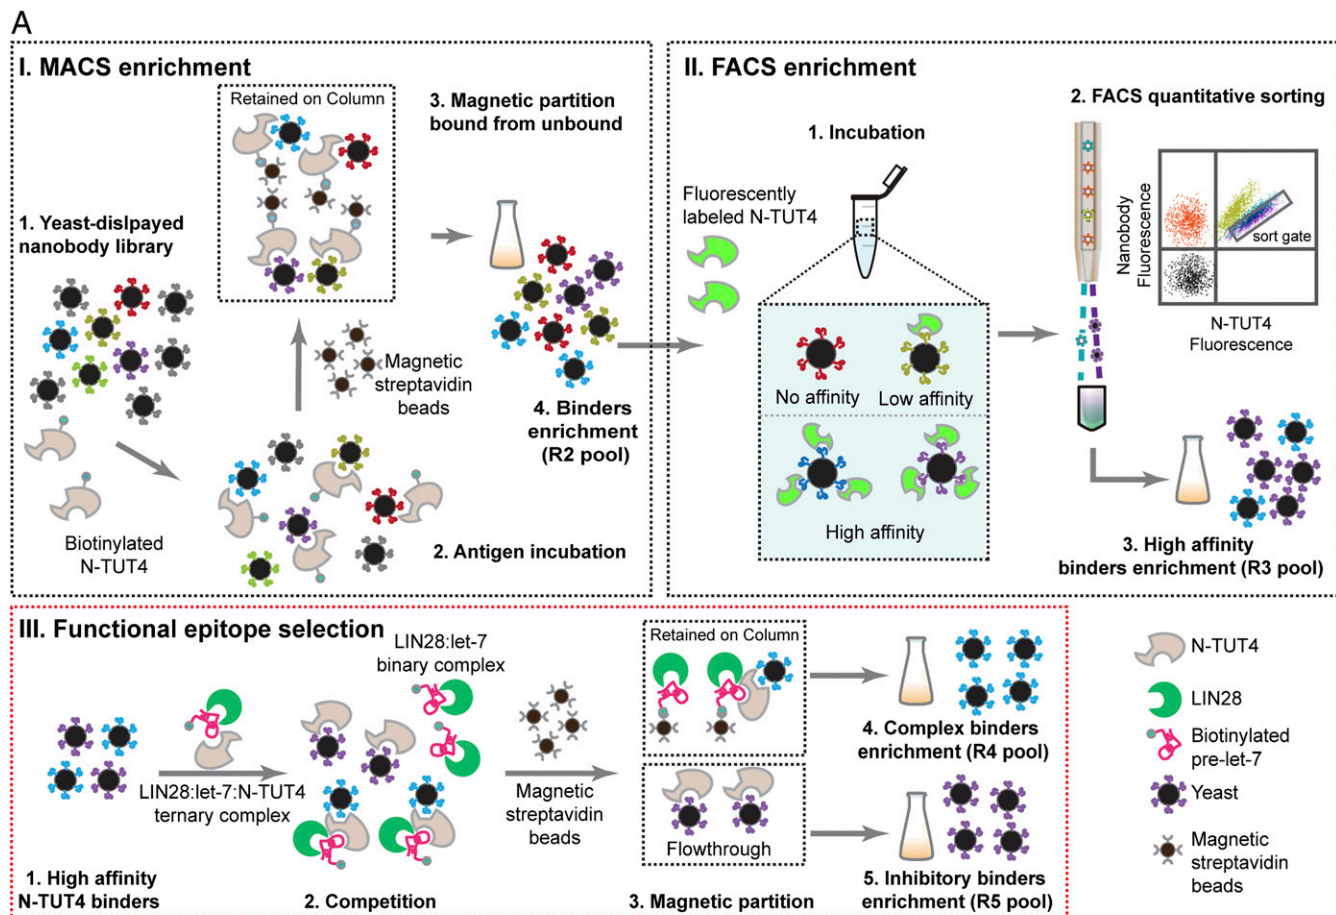 A
I. MACS enrichment
Retained on Column
3. Magnetic partition
bound from unbound
1. Yeast-dislpayed
nanobody library
Magnetic
streptavidin
beads
4. Binders
enrichment
(R2 pool)
Biotinylated
N-TUT4
2. Antigen incubation
II. FACS enrichment
1. Incubation
Fluorescently
labeled N-TUT4
No affinity
Low affinity
High affinity
2. FACS quantitative sorting
Nanobody
Fluorescence
sort gate
N-TUT4
Fluorescence
3. High affinity
binders enrichment (R3 pool)
III. Functional epitope selection
LIN28:let-7
binary complex
LIN28:let-7:N-TUT4
ternary complex
Magnetic
streptavidin
beads
Retained on Column
Flowthrough
4. Complex binders
enrichment (R4 pool)
1. High affinity
N-TUT4 binders
2. Competition
3. Magnetic partition
5. Inhibitory binders
enrichment (R5 pool)
N-TUT4
LIN28
Biotinylated
pre-let-7
Yeast
Magnetic
streptavidin
beads